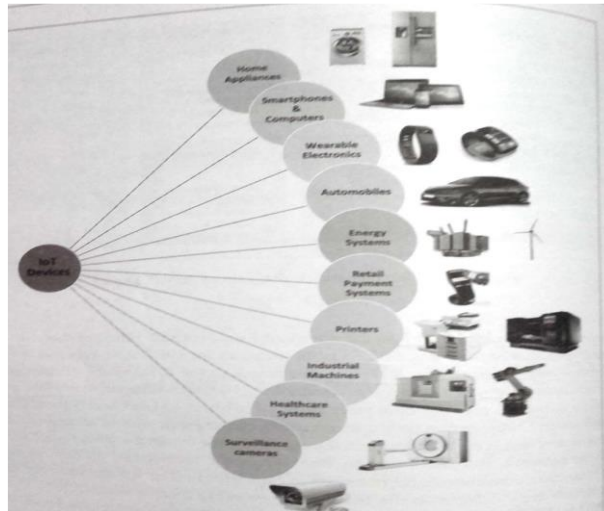 Home
Appliances
Smartphones
&
Computers
Wearable
Electronics
Automobiles
Energy
Systems
IoT
Devices
Retail
Payment
Systems
Printers
Industrial
Machines
Healthcare
Systems
Surveillance
cameras